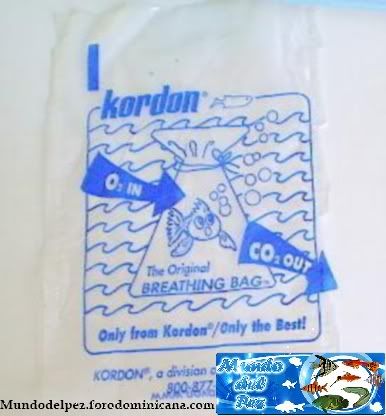 kordon®
O₂ IN
CO₂ OUT
The Original
BREATHING BAG™
Only from Kordon®/Only the Best!
KORDON®, a division
800-877
Mundo
del
Pez
Mundodelpez.forodominicana.com